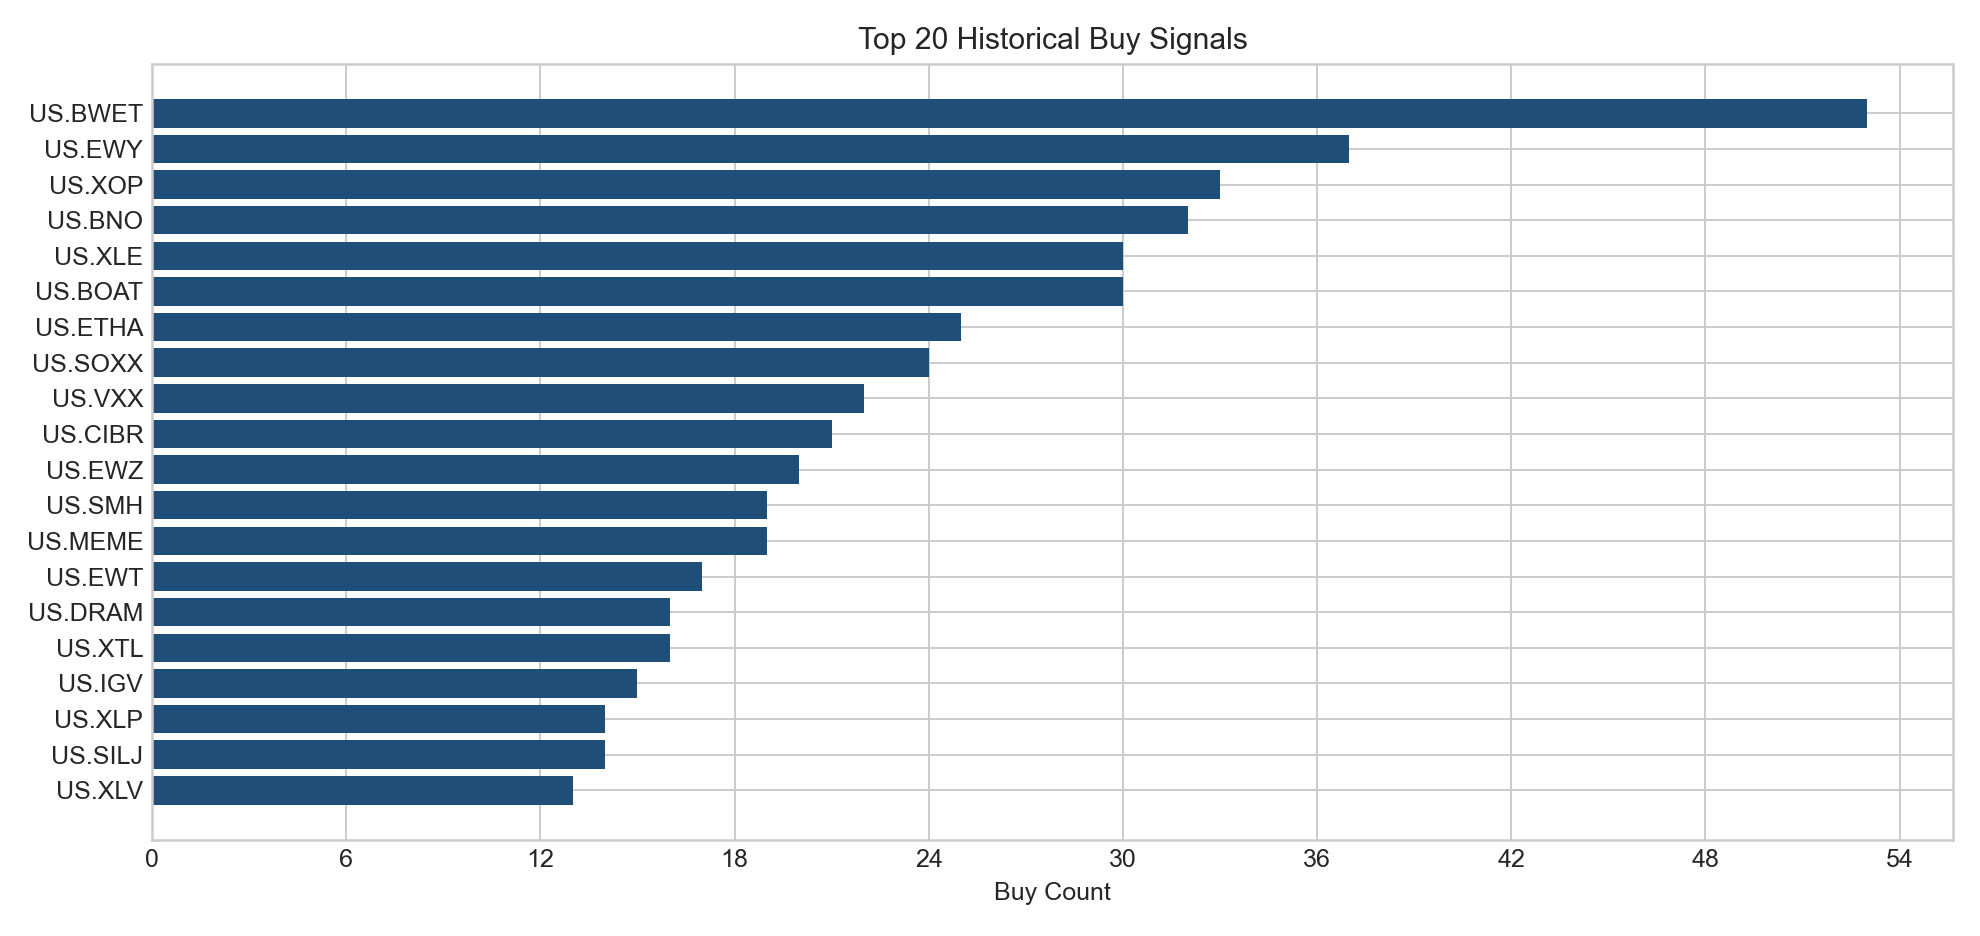 Top 20 Historical Buy Signals
US.BWET
US.EWY
US.XOP
US.BNO
US.XLE
US.BOAT
US.ETHA
US.SOXX
US.VXX
US.CIBR
US.EWZ
US.SMH
US.MEME
US.EWT
US.DRAM
US.XTL
US.IGV
US.XLP
US.SILJ
US.XLV
0 6 12 18 24 30 36 42 48 54
Buy Count